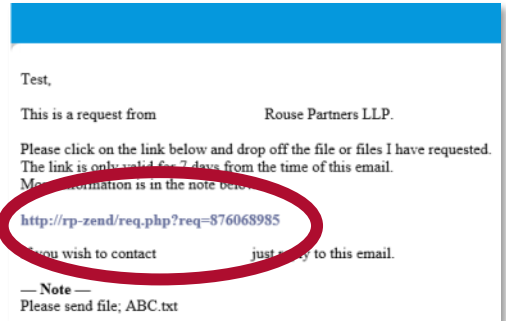 Test,
This is a request from Rouse Partners LLP.
Please click on the link below and drop off the file or files I have requested.
The link is only valid for 7 days from the time of this email.
More information is in the note below
http://rp-zend/req.php?req=876068985
If you wish to contact just reply to this email.
— Note —
Please send file; ABC.txt